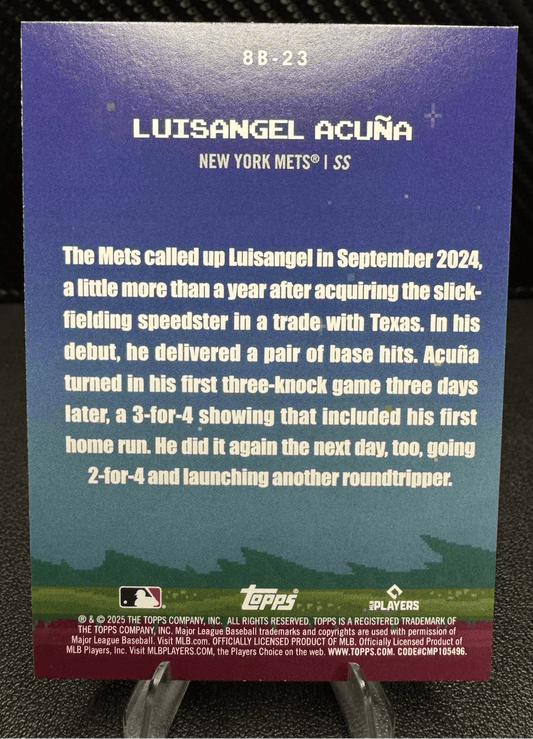 8B-23
LUISANGEL ACUÑA
NEW YORK METS® | SS
The Mets called up Luisangel in September 2024,
a little more than a year after acquiring the slick-
fielding speedster in a trade with Texas. In his
debut, he delivered a pair of base hits. Acuña
turned in his first three-knock game three days
later, a 3-for-4 showing that included his first
home run. He did it again the next day, too, going
2-for-4 and launching another roundtripper.
topps
MLB PLAYERS
® & © 2025 THE TOPPS COMPANY, INC. ALL RIGHTS RESERVED. TOPPS IS A REGISTERED TRADEMARK OF
THE TOPPS COMPANY, INC. Major League Baseball trademarks and copyrights are used with permission of
Major League Baseball. Visit MLB.com. OFFICIALLY LICENSED PRODUCT OF MLB. Officially Licensed Product of
MLB Players, Inc. Visit MLBPLAYERS.com, the Players Choice on the web. WWW.TOPPS.COM. CODE#CMP105496.